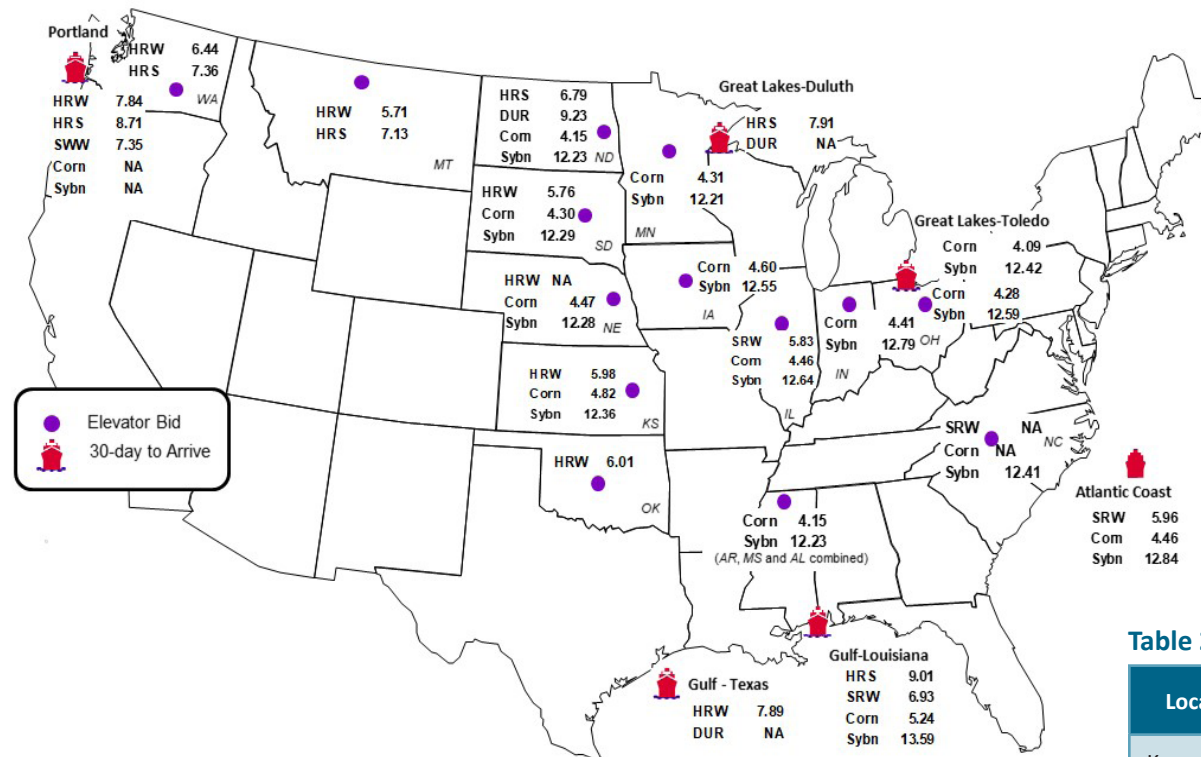 Portland
HRW 6.44
HRS 7.36
WA
HRW 7.84
HRS 8.71
SWW 7.35
Corn NA
Sybn NA
HRW 5.71
HRS 7.13
MT
HRS 6.79
DUR 9.23
Corn 4.15
Sybn 12.23
ND
HRW 5.76
Corn 4.30
Sybn 12.29
SD
HRW NA
Corn 4.47
Sybn 12.28
NE
HRW 5.98
Corn 4.82
Sybn 12.36
KS
HRW 6.01
OK
Great Lakes-Duluth
HRS 7.91
DUR NA
Corn 4.31
Sybn 12.21
MN
Corn 4.60
Sybn 12.55
IA
SRW 5.83
Corn 4.46
Sybn 12.64
IL
Great Lakes-Toledo
Corn 4.09
Sybn 12.42
Corn 4.28
Sybn 12.59
OH
Corn 4.41
Sybn 12.79
IN
SRW NA
Corn NA
Sybn 12.41
NC
Atlantic Coast
SRW 5.96
Corn 4.46
Sybn 12.84
Corn 4.15
Sybn 12.23
(AR, MS and AL combined)
Gulf-Louisiana
HRS 9.01
SRW 6.93
Corn 5.24
Sybn 13.59
Gulf - Texas
HRW 7.89
DUR NA
Elevator Bid
30-day to Arrive
Table
Loca